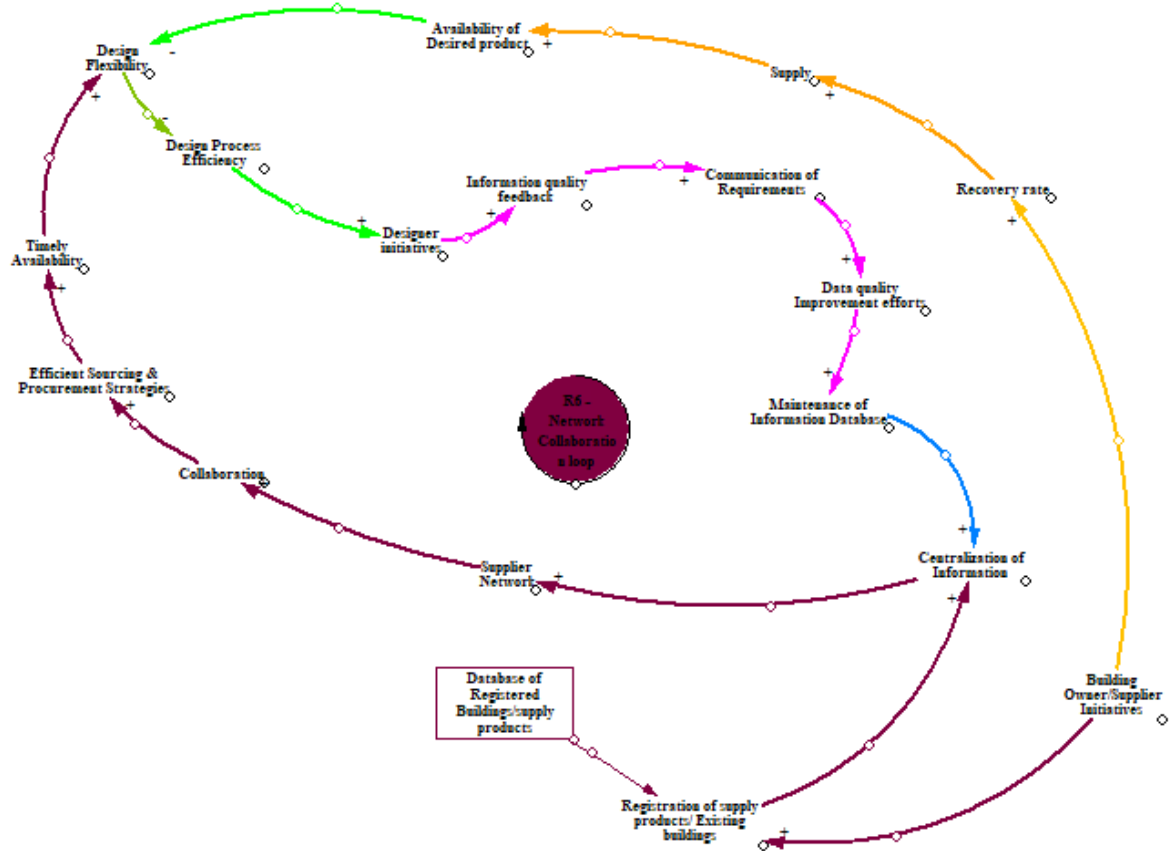 Availability of
Desired product
+
-
Design
Flexibility
+
Supply
+
-
Design Process
Efficiency
Information quality
feedback
+
+
Communication of
Requirements
Recovery rate
+
+
Designer
initiatives
+
Timely
Availability
+
Data quality
Improvement efforts
+
Efficient Sourcing &
Procurement Strategies
+
Maintenance of
Information Database
R6 -
Network
Collaboratio
n loop
Collaboration
+
Centralization of
Information
+
Supplier
Network
+
Database of
Registered
Buildings/supply
products
Building
Owner/Supplier
Initiatives
Registration of supply
products/ Existing
buildings
+